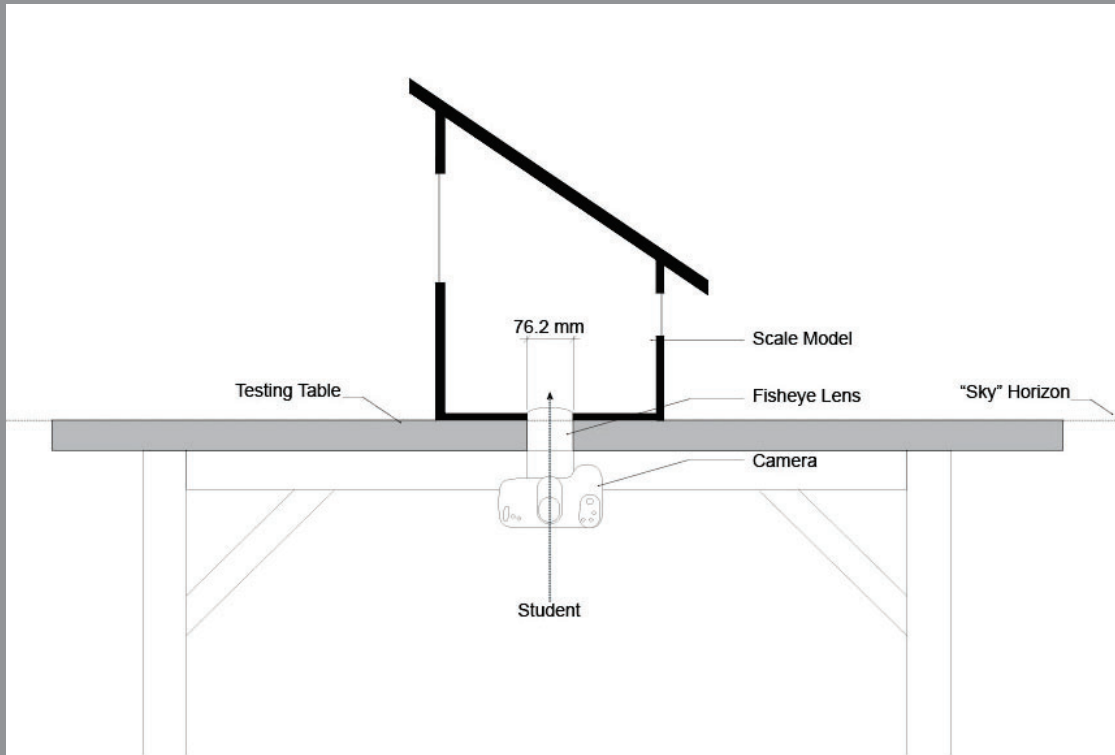 76.2 mm
Scale Model
Testing Table
Fisheye Lens
“Sky” Horizon
Camera
Student